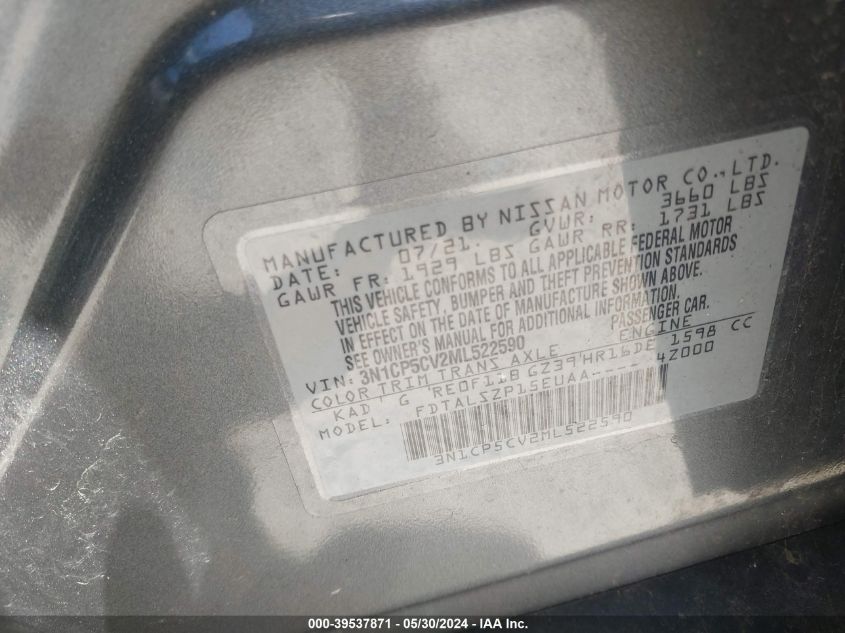 MANUFACTURED BY NISSAN MOTOR CO., LTD.
DATE: 07/21 GVWR: 3660 LBS
GAWR FR: 1929 LBS GAWR RR: 1731 LBS
THIS VEHICLE CONFORMS TO ALL APPLICABLE FEDERAL MOTOR
VEHICLE SAFETY, BUMPER AND THEFT PREVENTION STANDARDS
IN EFFECT ON THE DATE OF MANUFACTURE SHOWN ABOVE.
SEE OWNER'S MANUAL FOR ADDITIONAL INFORMATION.
VIN: 3N1CP5CV2ML522590 PASSENGER CAR.
COLOR TRIM TRANS AXLE ENGINE
KAD G RE0F11B GZ39 HR16DE 1598 CC
MODEL: FDTALSZP15EUAA----- 4Z000
3N1CP5CV2ML522590
000-39537871 - 05/30/2024 - IAA, Inc.